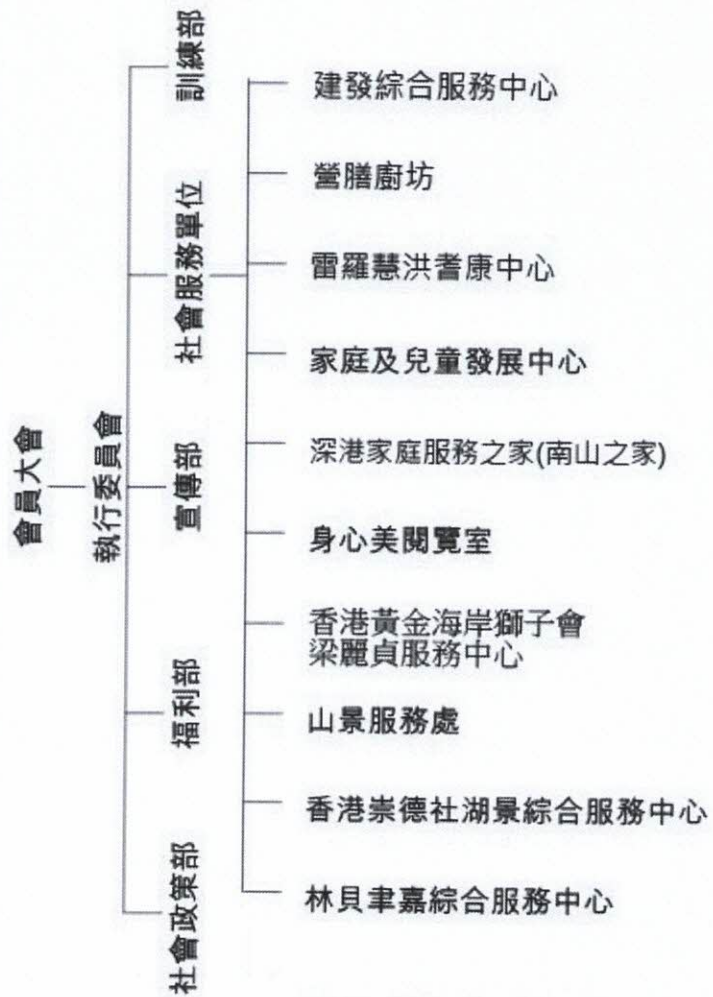 會員大會
執行委員會
訓練部
社會服務單位
宣傳部
福利部
社會政策部
建發綜合服務中心
營膳廚坊
雷羅慧洪耆康中心
家庭及兒童發展中心
深港家庭服務之家(南山之家)
身心美閱覽室
香港黃金海岸獅子會
梁麗貞服務中心
山景服務處
香港崇德社湖景綜合服務中心
林貝聿嘉綜合服務中心